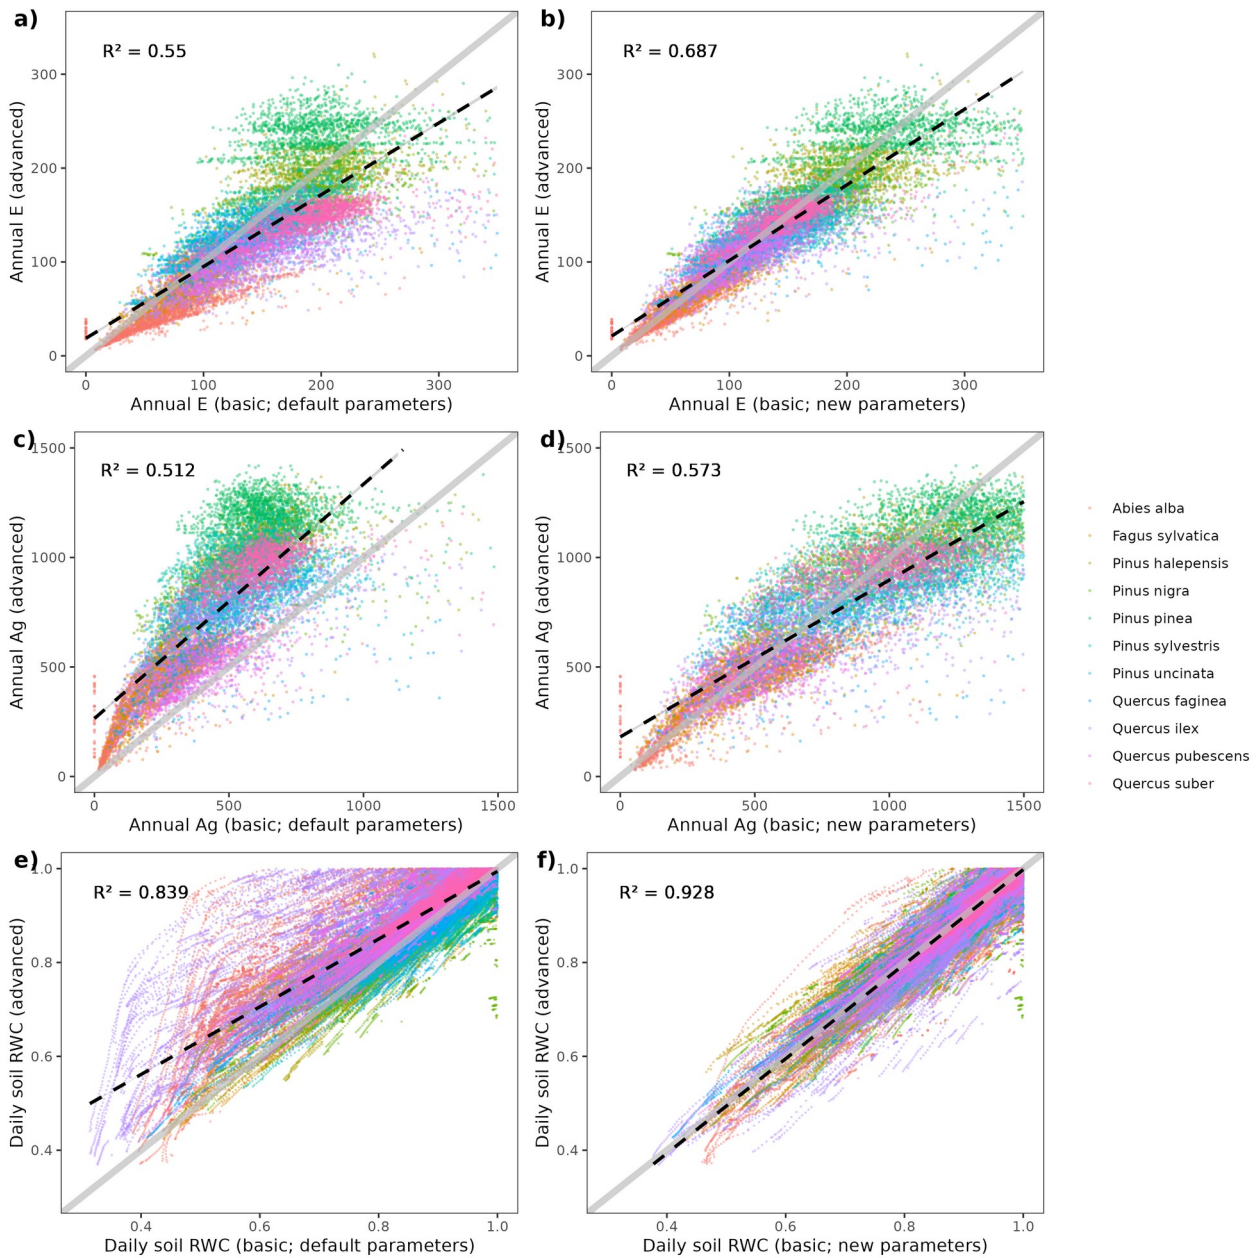 a)
R² = 0.55
Annual E (advanced)
300
200
100
0
0 100 200 300
Annual E (basic; default parameters)
b)
R² = 0.687
Annual E (advanced)
300
200
100
0
0 100 200 300
Annual E (basic; new parameters)
c)
R² = 0.512
Annual Ag (advanced)
1500
1000
500
0
0 500 1000 1500
Annual Ag (basic; default parameters)
d)
R² = 0.573
Annual Ag (advanced)
1500
1000
500
0
0 500 1000 1500
Annual Ag (basic; new parameters)
Abies alba
Fagus sylvatica
Pinus halepensis
Pinus nigra
Pinus pinea
Pinus sylvestris
Pinus uncinata
Quercus faginea
Quercus ilex
Quercus pubescens
Quercus suber
e)
R² = 0.839
Daily soil RWC (advanced)
1.0
0.8
0.6
0.4
0.4 0.6 0.8 1.0
Daily soil RWC (basic; default parameters)
f)
R² = 0.928
Daily soil RWC (advanced)
1.0
0.8
0.6
0.4
0.4 0.6 0.8 1.0
Daily soil RWC (basic; new parameters)